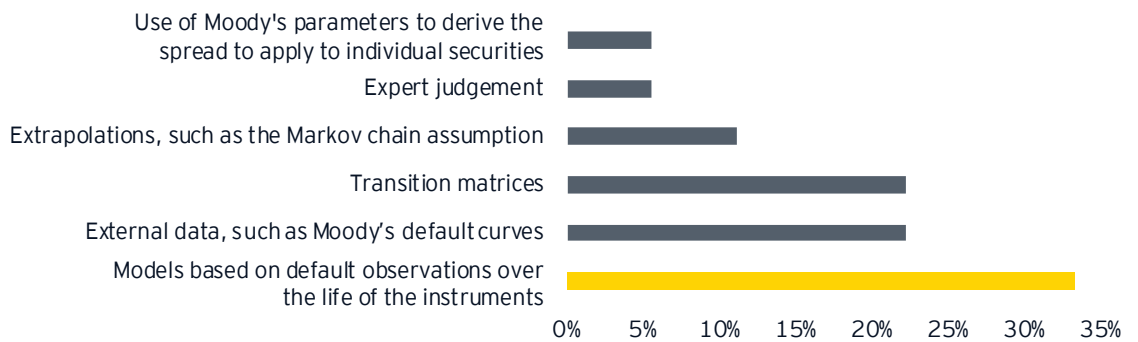 Use of Moody's parameters to derive the
spread to apply to individual securities
Expert judgement
Extrapolations, such as the Markov chain assumption
Transition matrices
External data, such as Moody’s default curves
Models based on default observations over
the life of the instruments
0% 5% 10% 15% 20% 25% 30% 35%